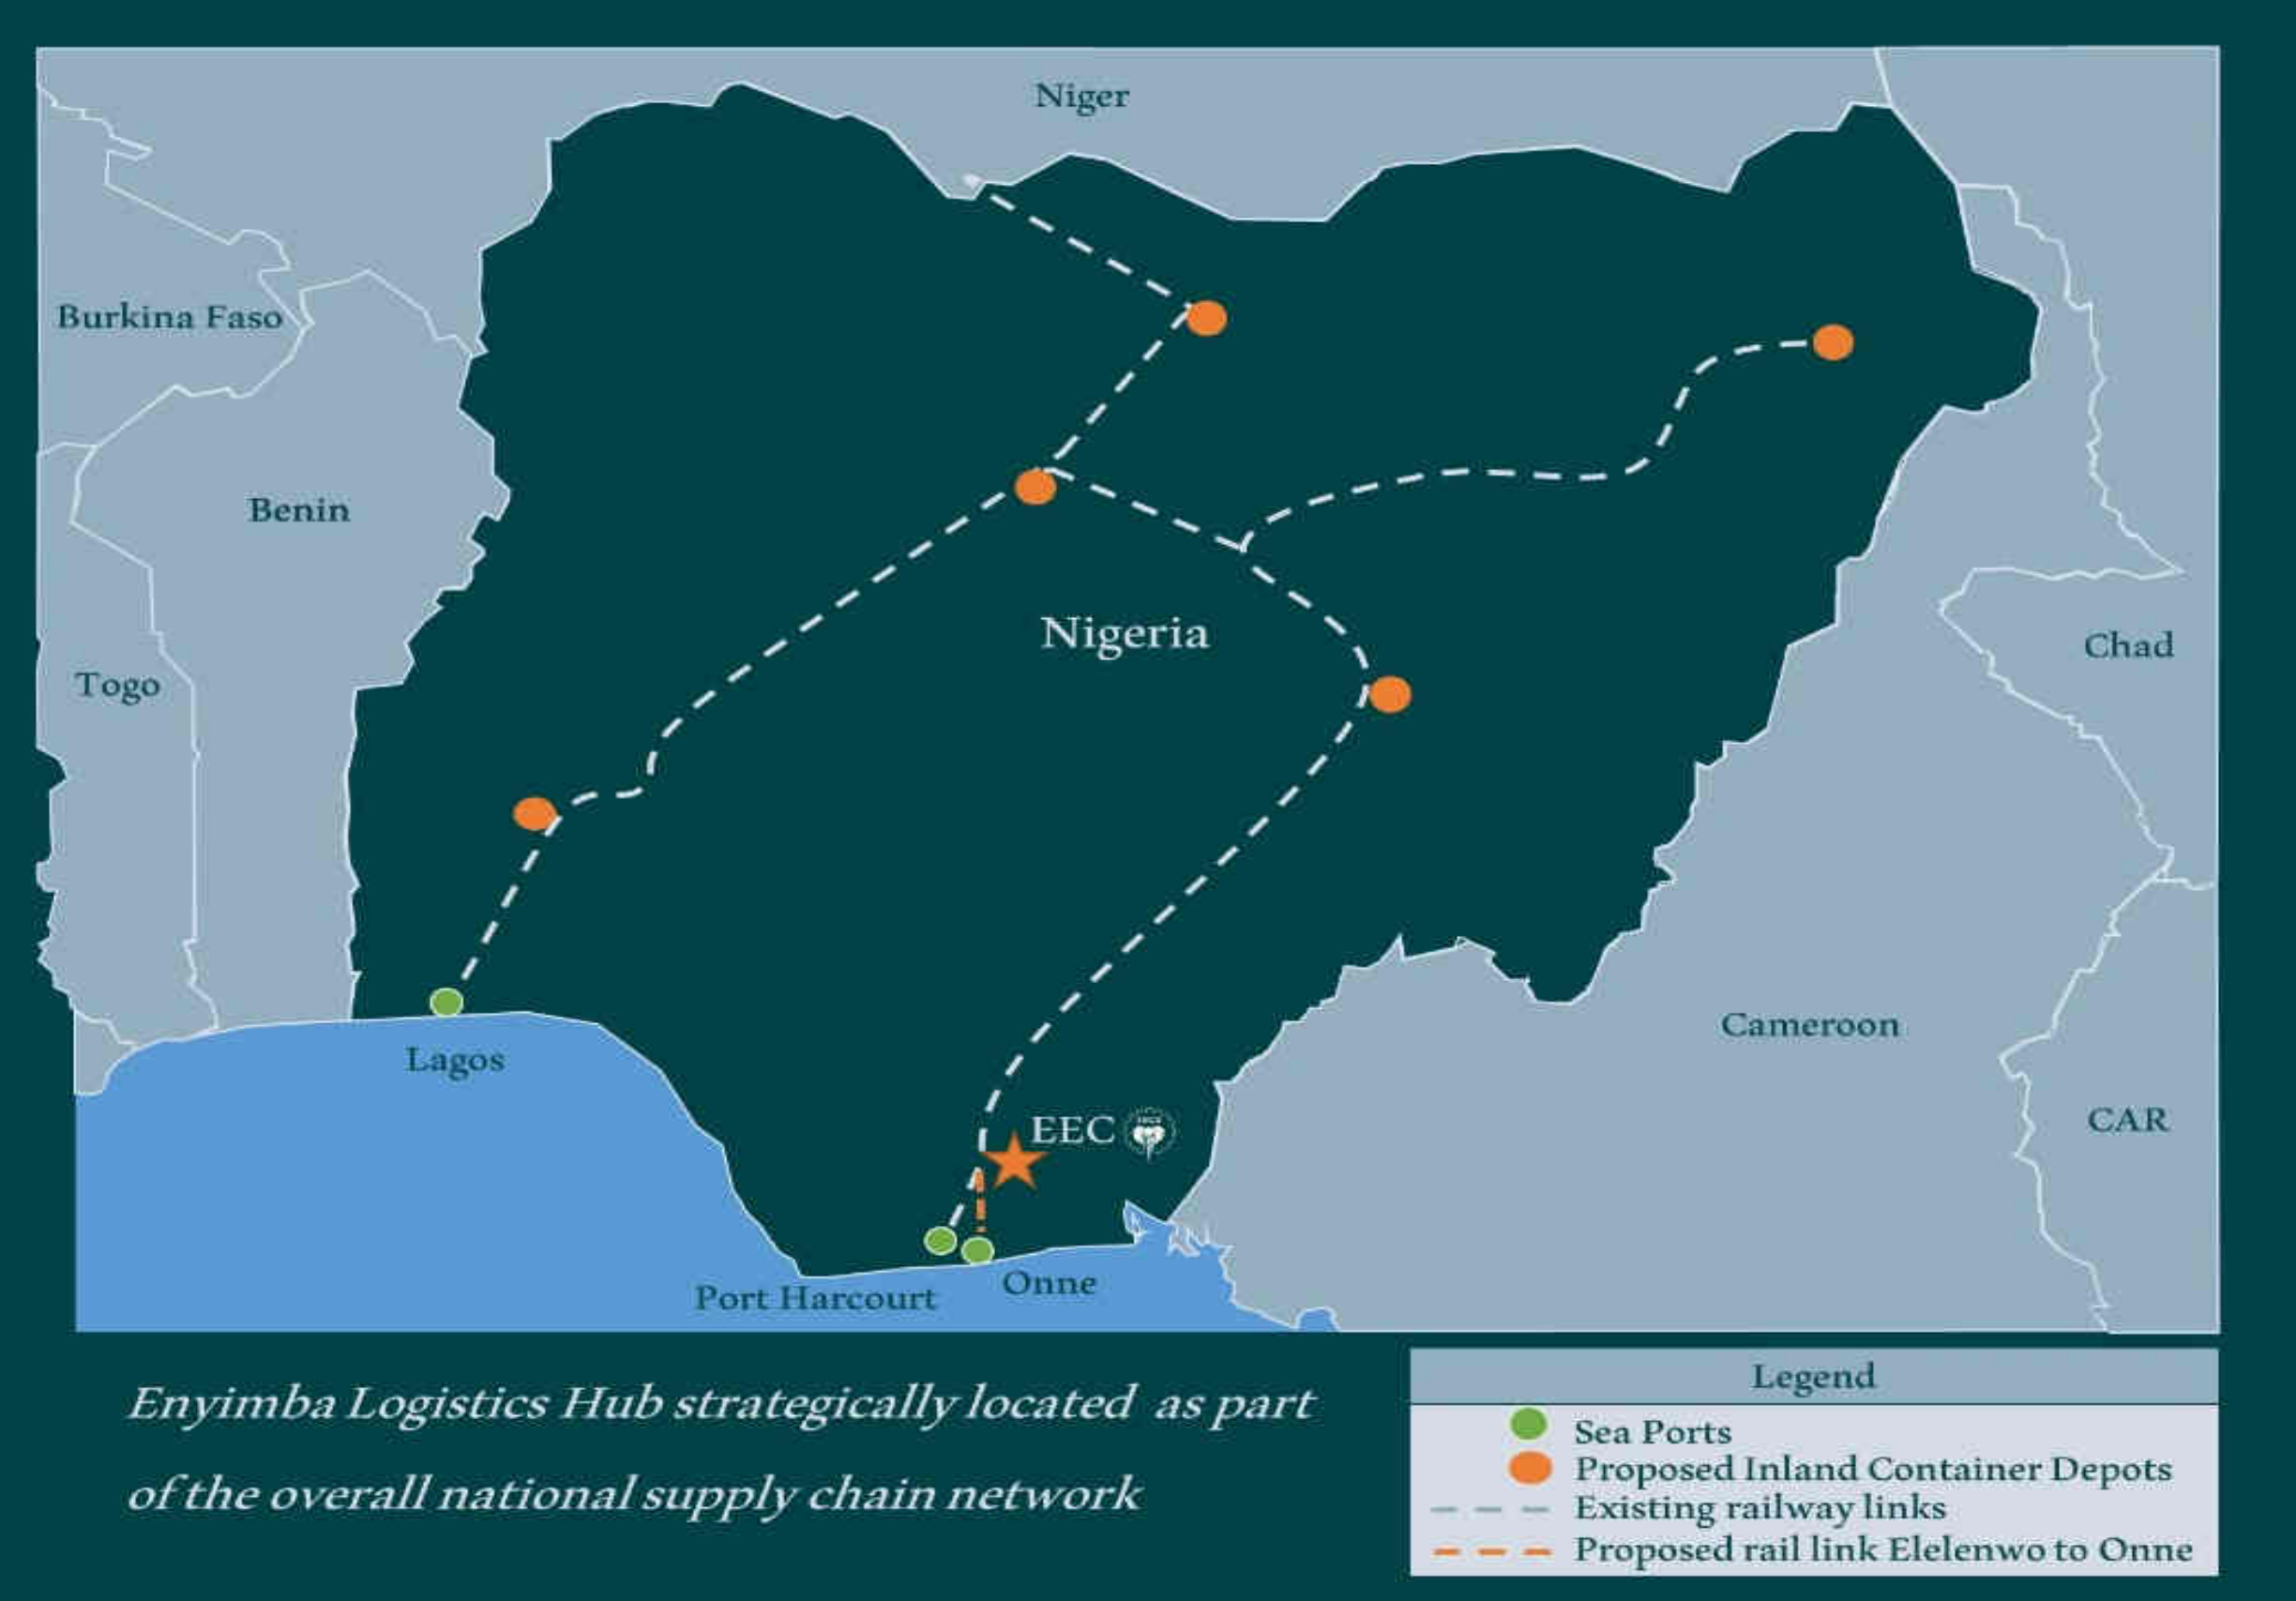 Niger
Burkina Faso
Benin
Nigeria
Togo
Chad
Lagos
Cameroon
EEC
CAR
Port Harcourt
Onne
Enyimba Logistics Hub strategically located as part
of the overall national supply chain network
Legend
Sea Ports
Proposed Inland Container Depots
Existing railway links
Proposed rail link Elelenwo to Onne